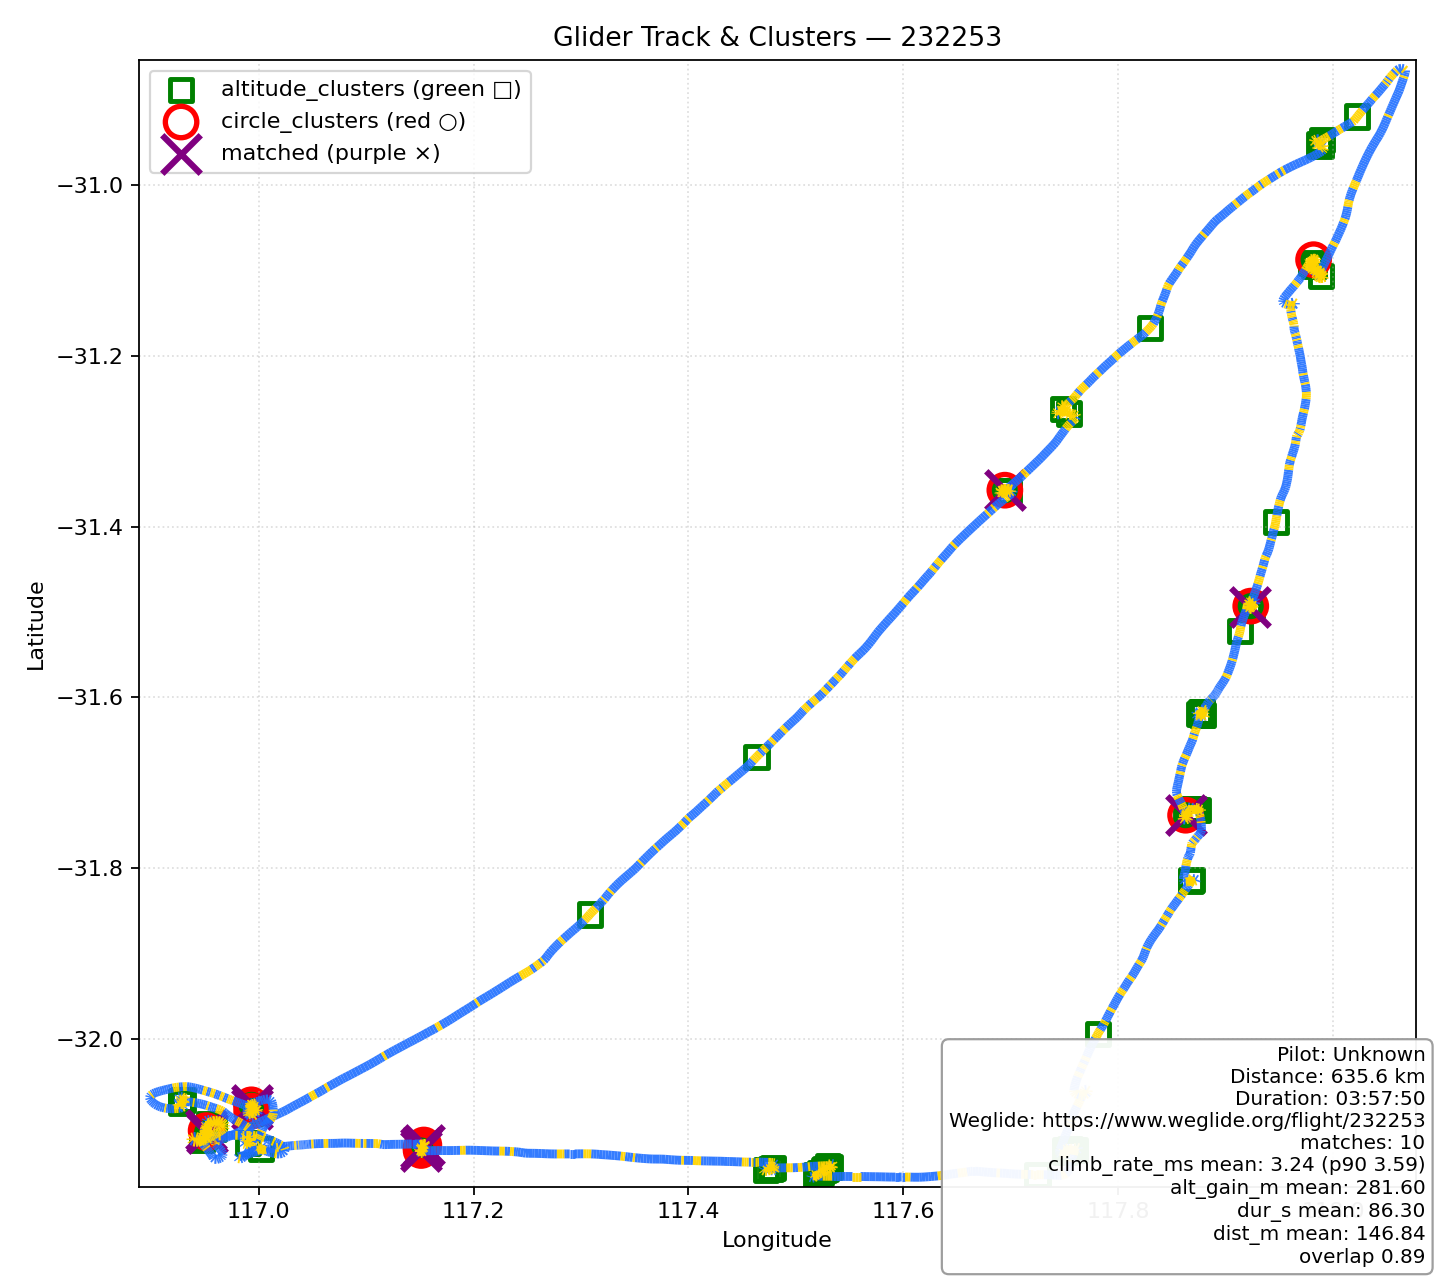 Glider Track & Clusters — 232253
altitude_clusters (green □)
circle_clusters (red ○)
matched (purple ×)
Latitude
−31.0
−31.2
−31.4
−31.6
−31.8
−32.0
117.0
117.2
117.4
117.6
117.8
Longitude
Pilot: Unknown
Distance: 635.6 km
Duration: 03:57:50
Weglide: https://www.weglide.org/flight/232253
matches: 10
climb_rate_ms mean: 3.24 (p90 3.59)
alt_gain_m mean: 281.60
dur_s mean: 86.30
dist_m mean: 146.84
overlap 0.89